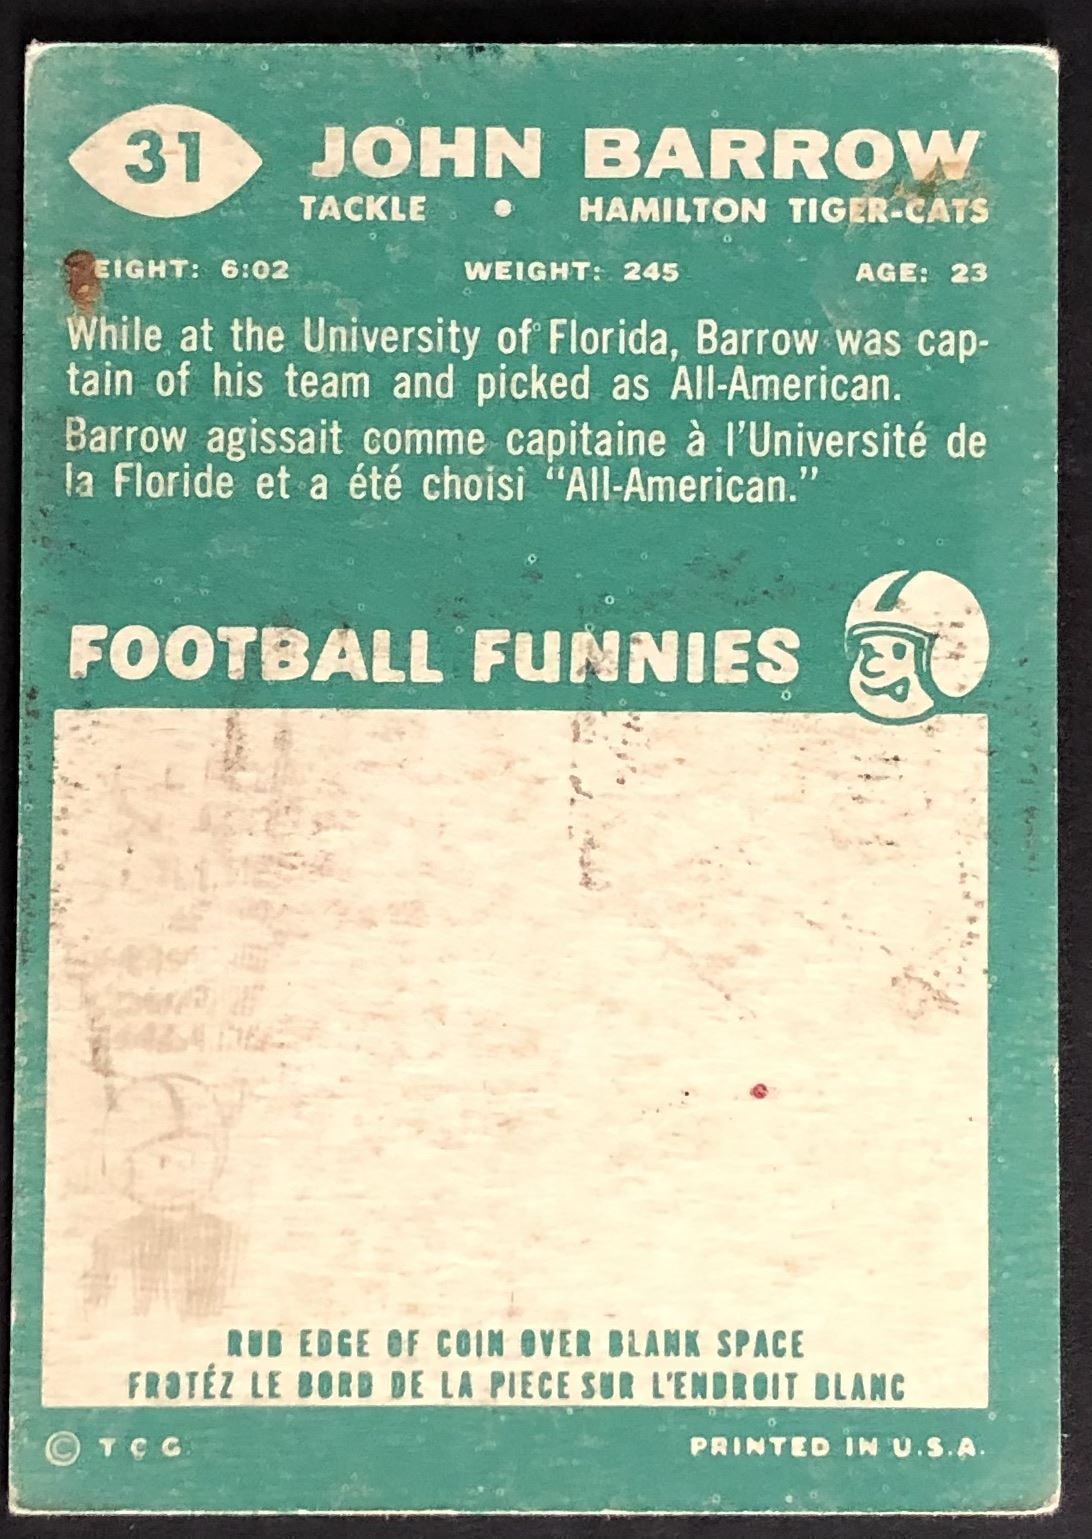 31
JOHN BARROW
TACKLE • HAMILTON TIGER-CATS
EIGHT: 6:02 WEIGHT: 245 AGE: 23
While at the University of Florida, Barrow was cap-
tain of his team and picked as All-American.
Barrow agissait comme capitaine à l'Université de
la Floride et a été choisi "All-American."
FOOTBALL FUNNIES
RUB EDGE OF COIN OVER BLANK SPACE
FROTÉZ LE BORD DE LA PIECE SUR L'ENDROIT BLANC
© T C G PRINTED IN U.S.A.